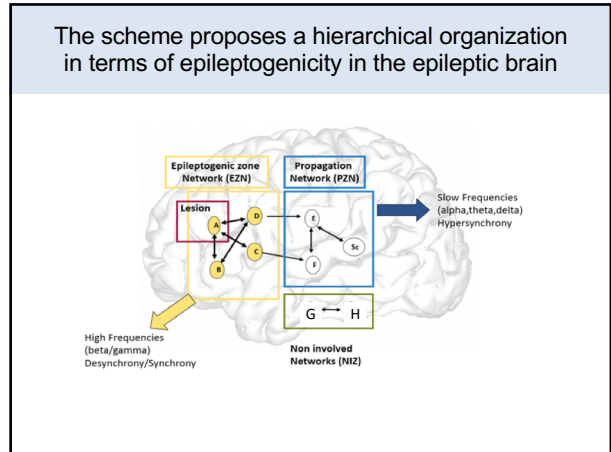 The scheme proposes a hierarchical organization
in terms of epileptogenicity in the epileptic brain
Epileptogenic zone
Network (EZN)
Propagation
Network (PZN)
Lesion
A
D
B
C
E
Sc
F
Slow Frequencies
(alpha,theta,delta)
Hypersynchrony
G H
High Frequencies
(beta/gamma)
Desynchrony/Synchrony
Non involved
Networks (NIZ)